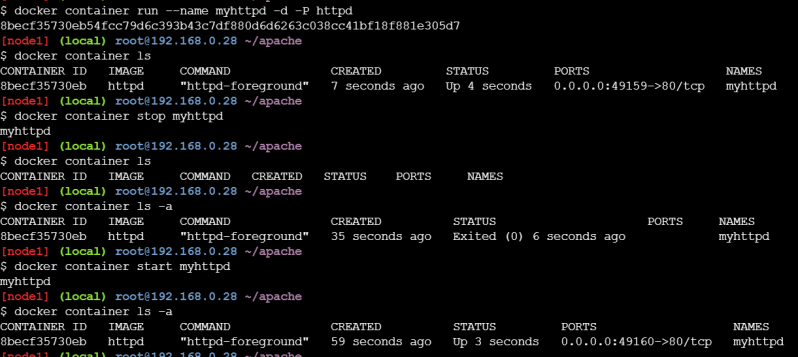 $ docker container run --name myhttpd -d -P httpd
8becf35730eb54fcc79d6c393b43c7df880d6d6263c038cc41bf18f881e305d7
[node1] (local) root@192.168.0.28 ~/apache
$ docker container ls
CONTAINER ID   IMAGE     COMMAND              CREATED         STATUS         PORTS                   NAMES
8becf35730eb   httpd     "httpd-foreground"   7 seconds ago   Up 4 seconds   0.0.0.0:49159->80/tcp   myhttpd
[node1] (local) root@192.168.0.28 ~/apache
$ docker container stop myhttpd
myhttpd
[node1] (local) root@192.168.0.28 ~/apache
$ docker container ls
CONTAINER ID   IMAGE     COMMAND   CREATED   STATUS    PORTS     NAMES
[node1] (local) root@192.168.0.28 ~/apache
$ docker container ls -a
CONTAINER ID   IMAGE     COMMAND              CREATED          STATUS                     PORTS     NAMES
8becf35730eb   httpd     "httpd-foreground"   35 seconds ago   Exited (0) 6 seconds ago             myhttpd
[node1] (local) root@192.168.0.28 ~/apache
$ docker container start myhttpd
myhttpd
[node1] (local) root@192.168.0.28 ~/apache
$ docker container ls -a
CONTAINER ID   IMAGE     COMMAND              CREATED          STATUS         PORTS                   NAMES
8becf35730eb   httpd     "httpd-foreground"   59 seconds ago   Up 3 seconds   0.0.0.0:49160->80/tcp   myhttpd
[node1] (local) root@192.168.0.28 ~/apache